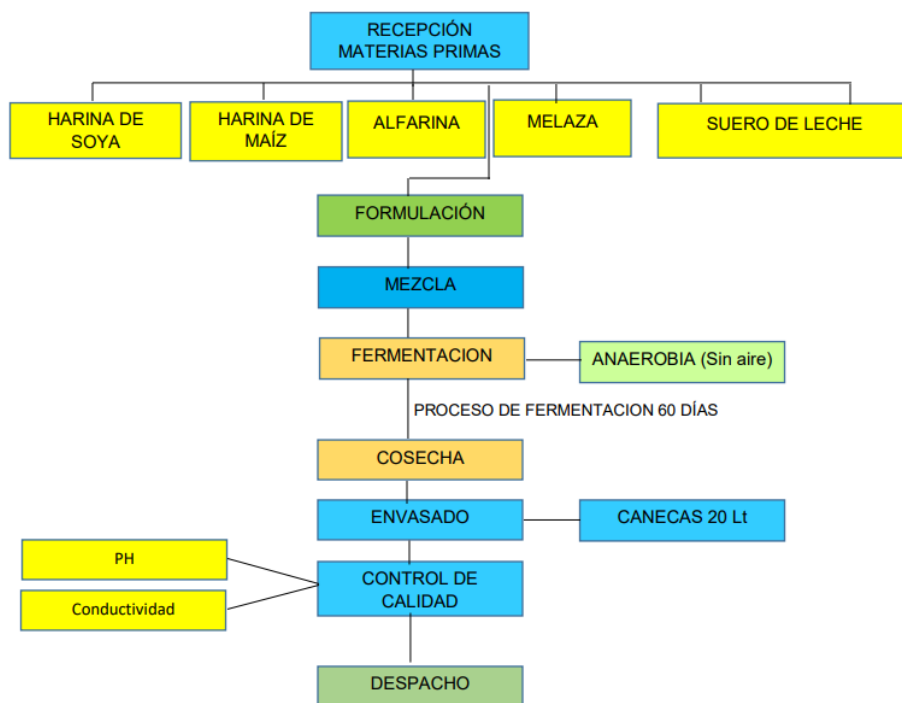 RECEPCIÓN
MATERIAS PRIMAS
HARINA DE
SOYA
HARINA DE
MAÍZ
ALFARINA
MELAZA
SUERO DE LECHE
FORMULACIÓN
MEZCLA
FERMENTACION
ANAEROBIA (Sin aire)
PROCESO DE FERMENTACION 60 DÍAS
COSECHA
ENVASADO
CANECAS 20 Lt
PH
Conductividad
CONTROL DE
CALIDAD
DESPACHO